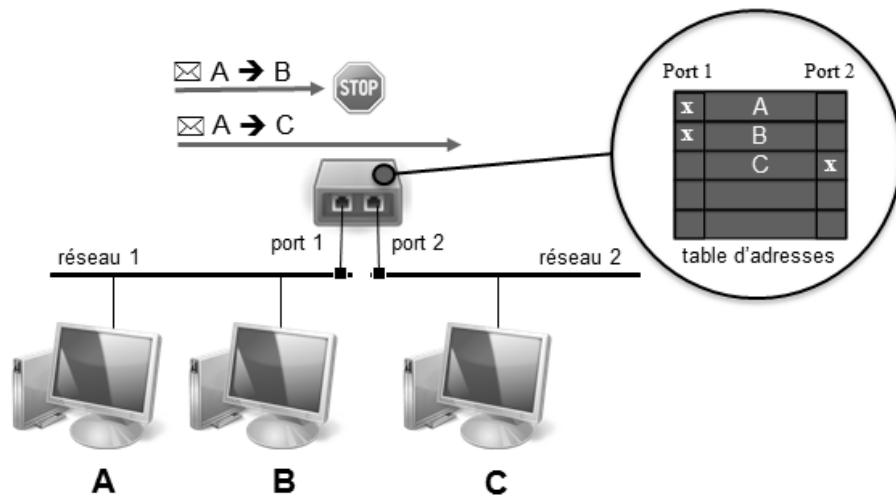 A → B
STOP
A → C
Port 1 Port 2
x A
x B
C x
table d'adresses
port 1 port 2
réseau 1 réseau 2
A B C